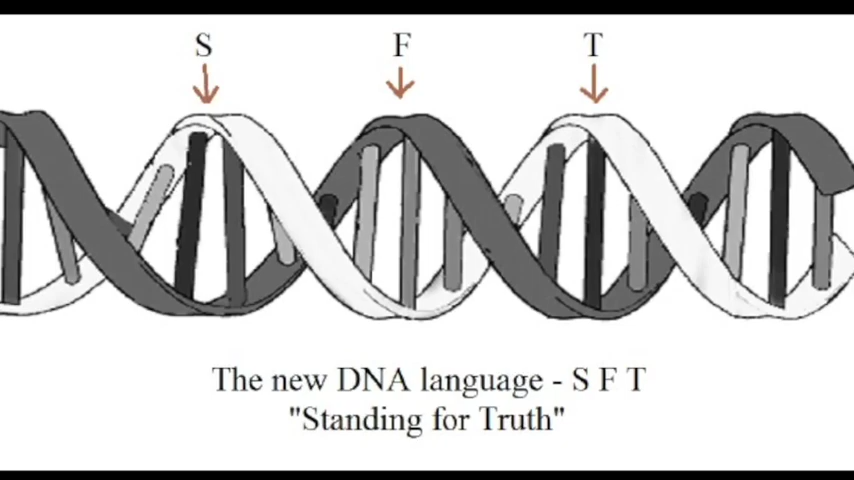 S F T
The new DNA language - S F T
"Standing for Truth"